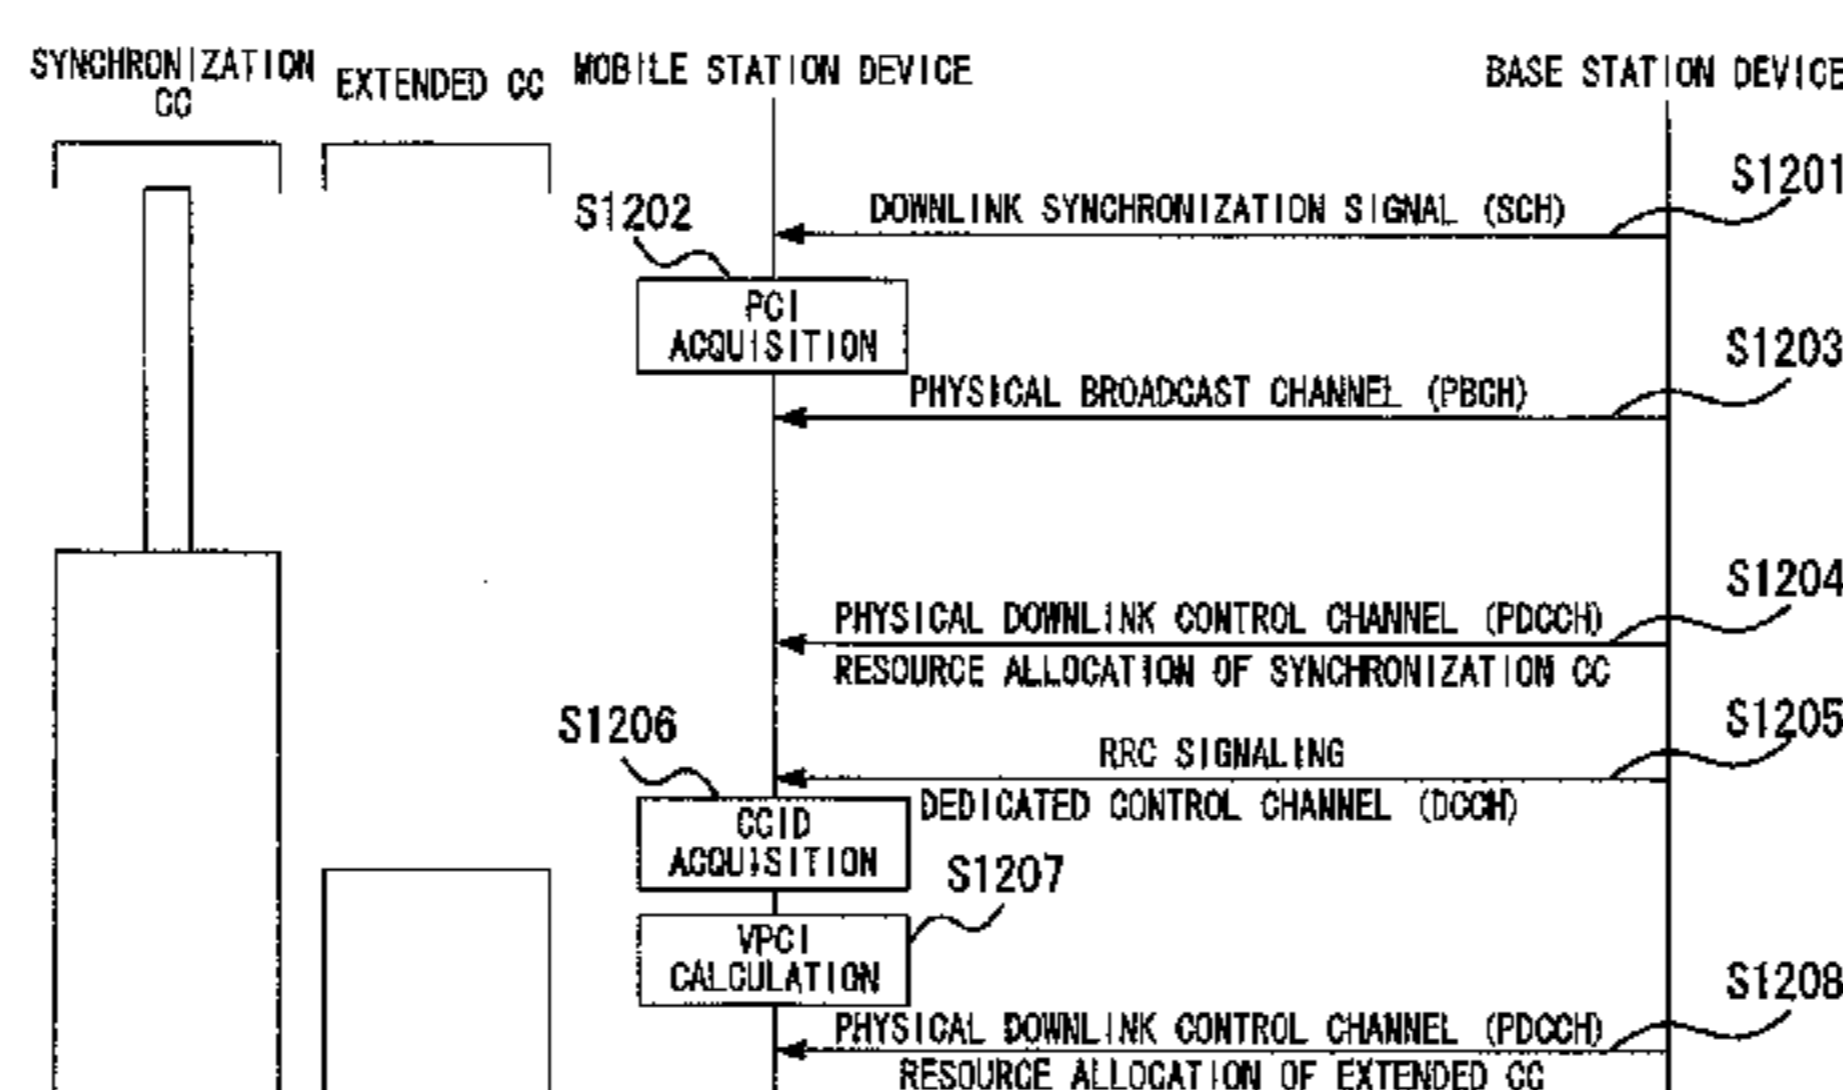 SYNCHRONIZATION
CC
EXTENDED CC
MOBILE STATION DEVICE
BASE STATION DEVICE
S1201
DOWNLINK SYNCHRONIZATION SIGNAL (SCH)
S1202
PCI
ACQUISITION
S1203
PHYSICAL BROADCAST CHANNEL (PBCH)
S1204
PHYSICAL DOWNLINK CONTROL CHANNEL (PDCCH)
RESOURCE ALLOCATION OF SYNCHRONIZATION CC
S1205
S1206
RRC SIGNALING
DEDICATED CONTROL CHANNEL (DCCH)
CCID
ACQUISITION
S1207
VPCI
CALCULATION
S1208
PHYSICAL DOWNLINK CONTROL CHANNEL (PDCCH)
RESOURCE ALLOCATION OF EXTENDED CC